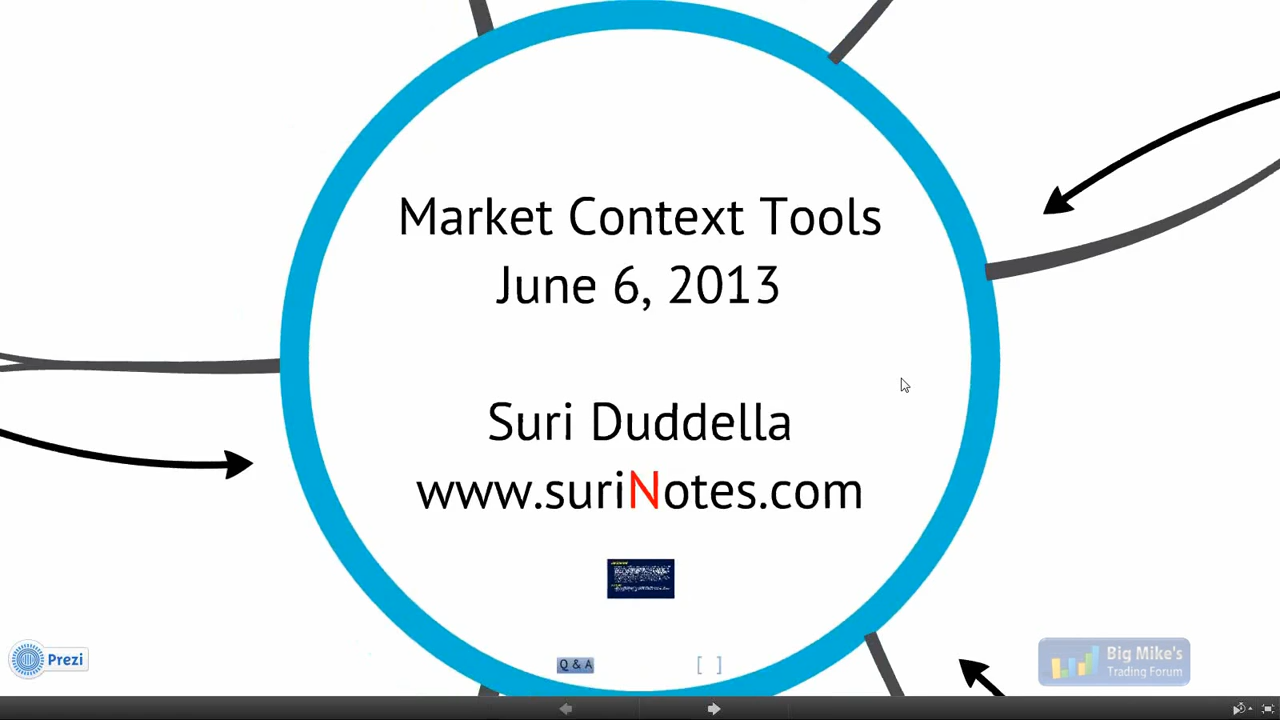 Market Context Tools
June 6, 2013
Suri Duddella
www.suriNotes.com
Q & A
[ ]
Prezi
Big Mike's
Trading Forum